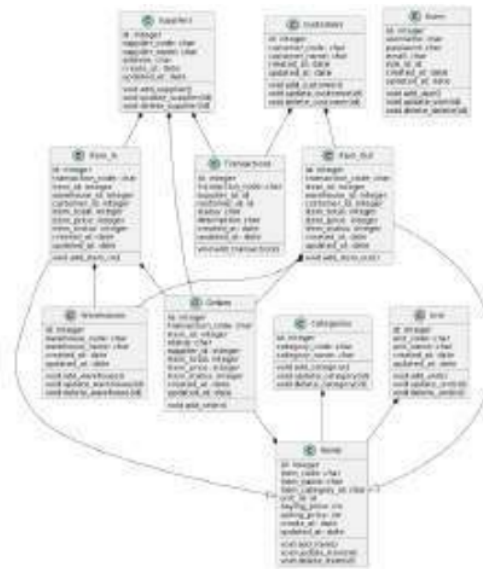 Suppliers
id: integer
supplier_code: char
supplier_name: char
address: char
create_at: date
updated_at: date
void add_supplier()
void update_supplier(id)
void delete_supplier(id)
Customers
id: integer
customer_code: char
customer_name: char
created_at: date
updated_at: date
void add_customer()
void update_customer(id)
void delete_customer(id)
Users
id: integer
username: char
password: char
email: char
role_id: id
created_at: date
updated_at: date
void add_user()
void update_user(id)
Item_In
id: integer
transaction_code: char
item_id: integer
warehouse_id: integer
customer_id: integer
item_total: integer
item_price: integer
item_status: integer
created_at: date
updated_at: date
Transactions
id: integer
transaction_code: char
supplier_id: id
customer_id: id
status: char
description: char
created_at: date
updated_at: date
void add_transactions()
Item_Out
id: integer
transaction_code: char
item_id: integer
warehouse_id: integer
customer_id: integer
item_total: integer
item_price: integer
item_status: integer
created_at: date
updated_at: date
void add_item_out()
Warehouses
id: integer
warehouse_code: char
warehouse_name: char
created_at: date
updated_at: date
void add_warehouse()
void update_warehouse(id)
void delete_warehouse(id)
Orders
id: integer
transaction_code: char
item_id: integer
status: char
supplier_id: integer
item_total: integer
item_price: integer
item_status: integer
created_at: date
updated_at: date
void add_order()
Categories
id: integer
category_code: char
category_name: char
void add_category()
void update_category(id)
void delete_category(id)
Unit
id: integer
unit_code: char
unit_name: char
created_at: date
updated_at: date
void add_unit()
void update_unit(id)
void delete_unit(id)
Items
id: integer
item_code: char
item_name: char
item_category_id: char
unit_id: id
buying_price: int
selling_price: int
create_at: date
updated_at: date
void add_item()
void update_item(id)
void delete_item(id)